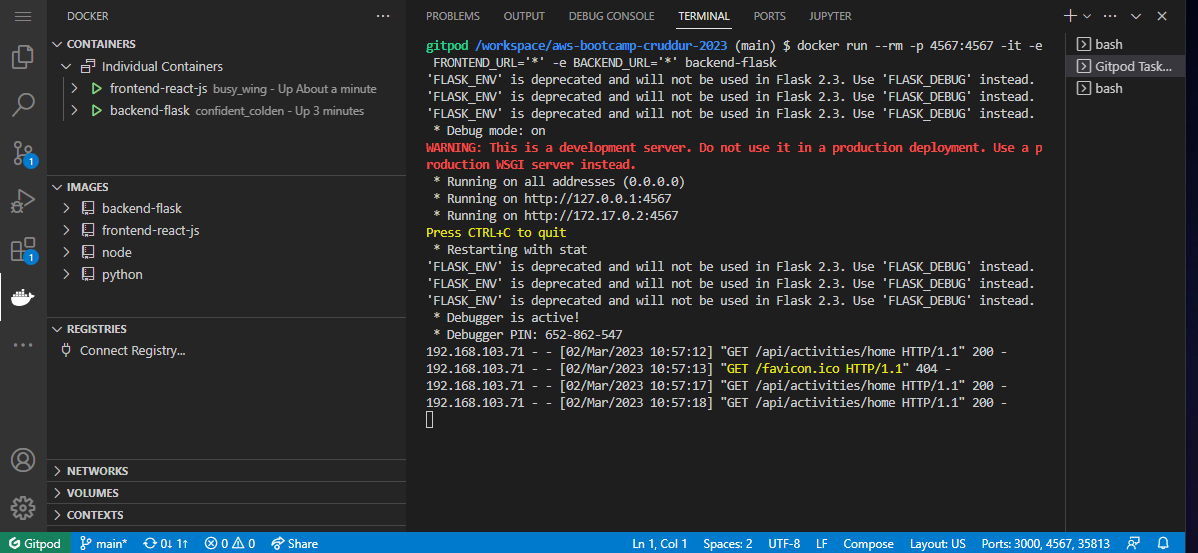 DOCKER
CONTAINERS
Individual Containers
frontend-react-js busy_wing - Up About a minute
backend-flask confident_colden - Up 3 minutes
1
IMAGES
backend-flask
frontend-react-js
node
python
1
REGISTRIES
Connect Registry...
NETWORKS
VOLUMES
CONTEXTS
PROBLEMS OUTPUT DEBUG CONSOLE TERMINAL PORTS JUPYTER
gitpod /workspace/aws-bootcamp-cruddur-2023 (main) $ docker run --rm -p 4567:4567 -it -e
FRONTEND_URL='*' -e BACKEND_URL='*' backend-flask
'FLASK_ENV' is deprecated and will not be used in Flask 2.3. Use 'FLASK_DEBUG' instead.
'FLASK_ENV' is deprecated and will not be used in Flask 2.3. Use 'FLASK_DEBUG' instead.
'FLASK_ENV' is deprecated and will not be used in Flask 2.3. Use 'FLASK_DEBUG' instead.
* Debug mode: on
WARNING: This is a development server. Do not use it in a production deployment. Use a p
roduction WSGI server instead.
* Running on all addresses (0.0.0.0)
* Running on http://127.0.0.1:4567
* Running on http://172.17.0.2:4567
Press CTRL+C to quit
* Restarting with stat
'FLASK_ENV' is deprecated and will not be used in Flask 2.3. Use 'FLASK_DEBUG' instead.
'FLASK_ENV' is deprecated and will not be used in Flask 2.3. Use 'FLASK_DEBUG' instead.
'FLASK_ENV' is deprecated and will not be used in Flask 2.3. Use 'FLASK_DEBUG' instead.
* Debugger is active!
* Debugger PIN: 652-862-547
192.168.103.71 - - [02/Mar/2023 10:57:12] "GET /api/activities/home HTTP/1.1" 200 -
192.168.103.71 - - [02/Mar/2023 10:57:13] "GET /favicon.ico HTTP/1.1" 404 -
192.168.103.71 - - [02/Mar/2023 10:57:17] "GET /api/activities/home HTTP/1.1" 200 -
192.168.103.71 - - [02/Mar/2023 10:57:18] "GET /api/activities/home HTTP/1.1" 200 -
bash
Gitpod Task...
bash
Gitpod main* 0↓ 1↑ 0 0 Share Ln 1, Col 1 Spaces: 2 UTF-8 LF Compose Layout: US Ports: 3000, 4567, 35813